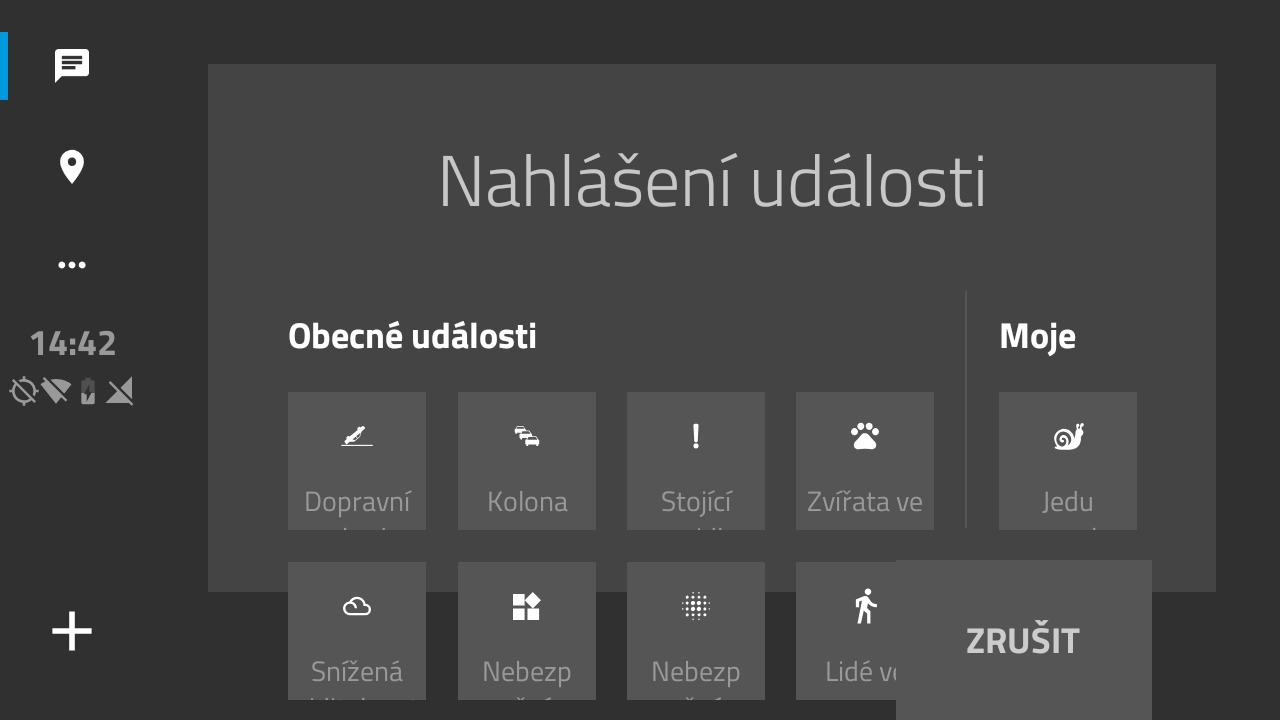 Nahlášení události
14:42
Obecné události
Moje
Dopravní
Kolona
Stojící
Zvířata ve
Jedu
Snížená
Nebezp
Nebezp
Lidé
ZRUŠIT